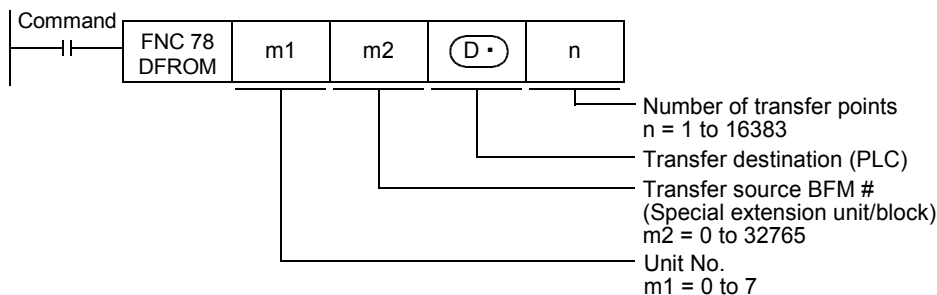 Command
FNC 78
DFROM
m1
m2
D •
n
Number of transfer points
n = 1 to 16383
Transfer destination (PLC)
Transfer source BFM #
(Special extension unit/block)
m2 = 0 to 32765
Unit No.
m1 = 0 to 7